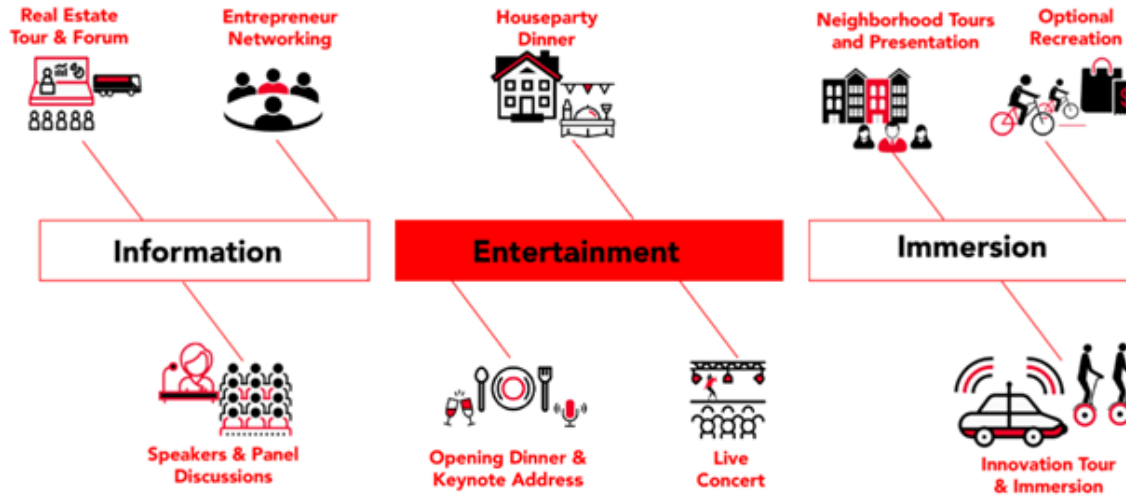 Real Estate
Tour & Forum
Entrepreneur
Networking
Houseparty
Dinner
Neighborhood Tours
and Presentation
Optional
Recreation
Information
Entertainment
Immersion
Speakers & Panel
Discussions
Opening Dinner &
Keynote Address
Live
Concert
Innovation Tour
& Immersion